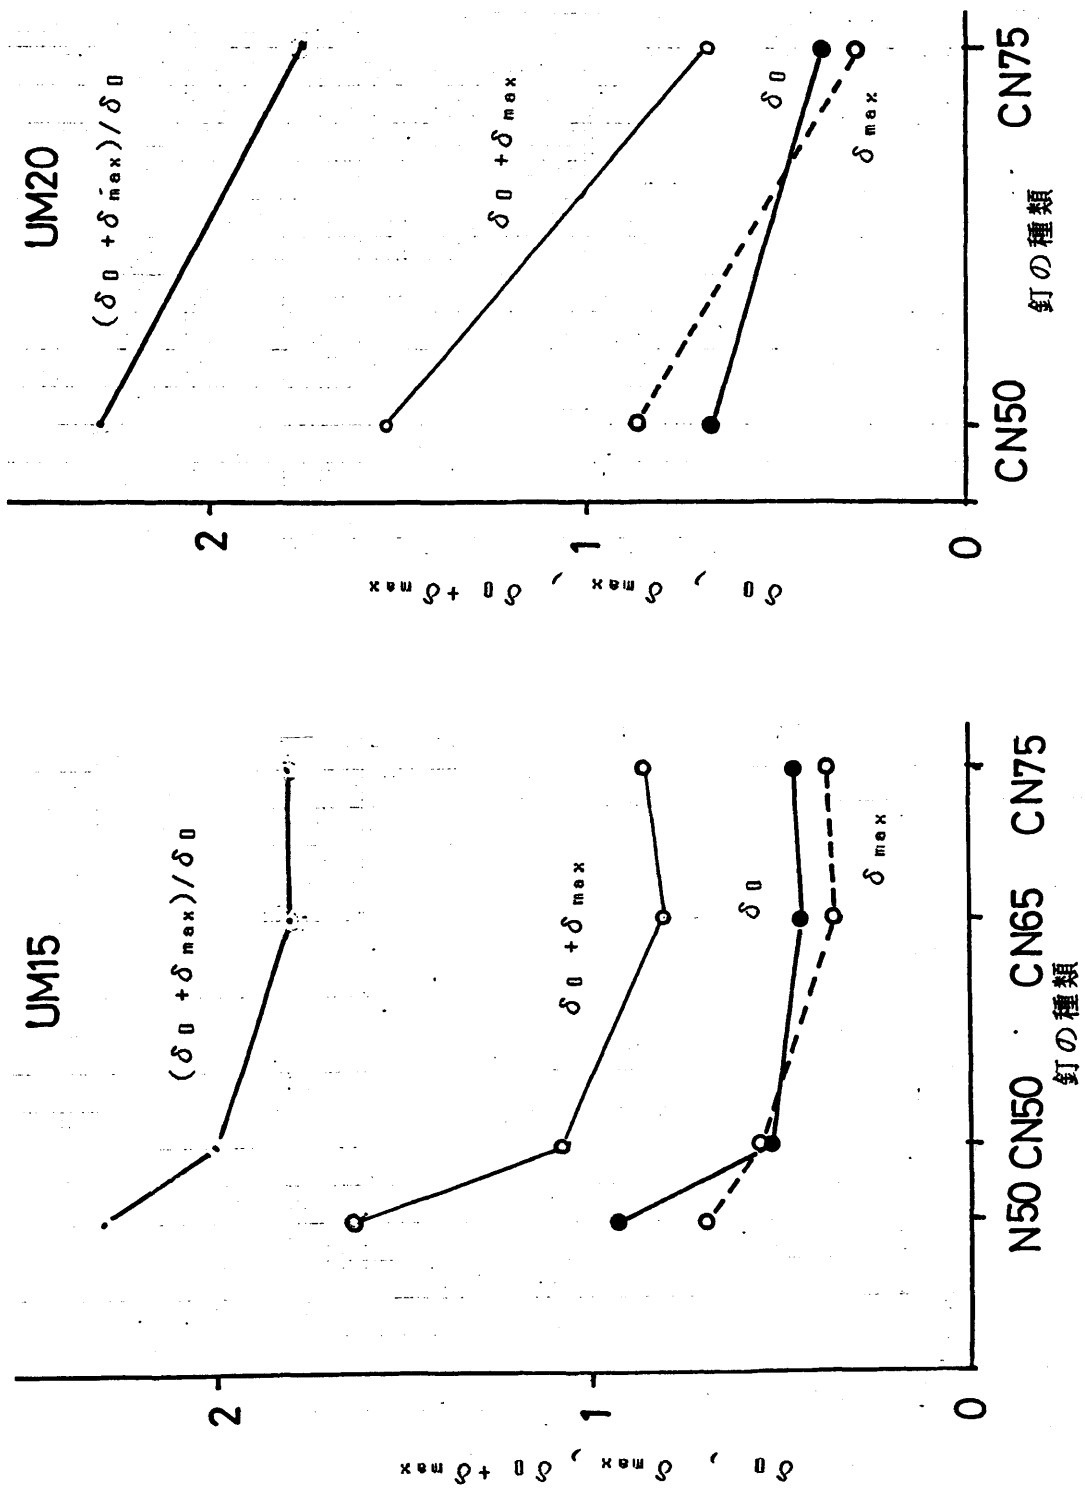 UM15
(δ0 +δmax)/δ0
δ0 +δmax
δ0
δmax
2
1
0
δ0 , δmax , δ0 +δmax
N50 CN50 CN65 CN75
釘の種類
UM20
(δ0 +δmax)/δ0
δ0 +δmax
δ0
δmax
2
1
0
δ0 , δmax , δ0 +δmax
CN50 CN75
釘の種類